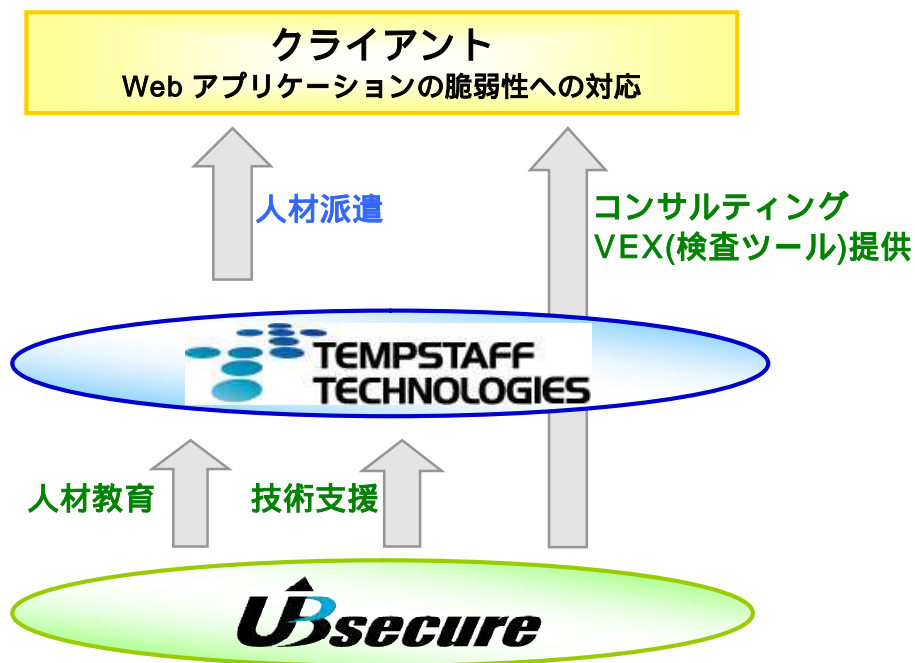 クライアント
Web アプリケーションの脆弱性への対応
人材派遣
コンサルティング
VEX(検査ツール)提供
TEMPSTAFF
TECHNOLOGIES
人材教育
技術支援
UBsecure